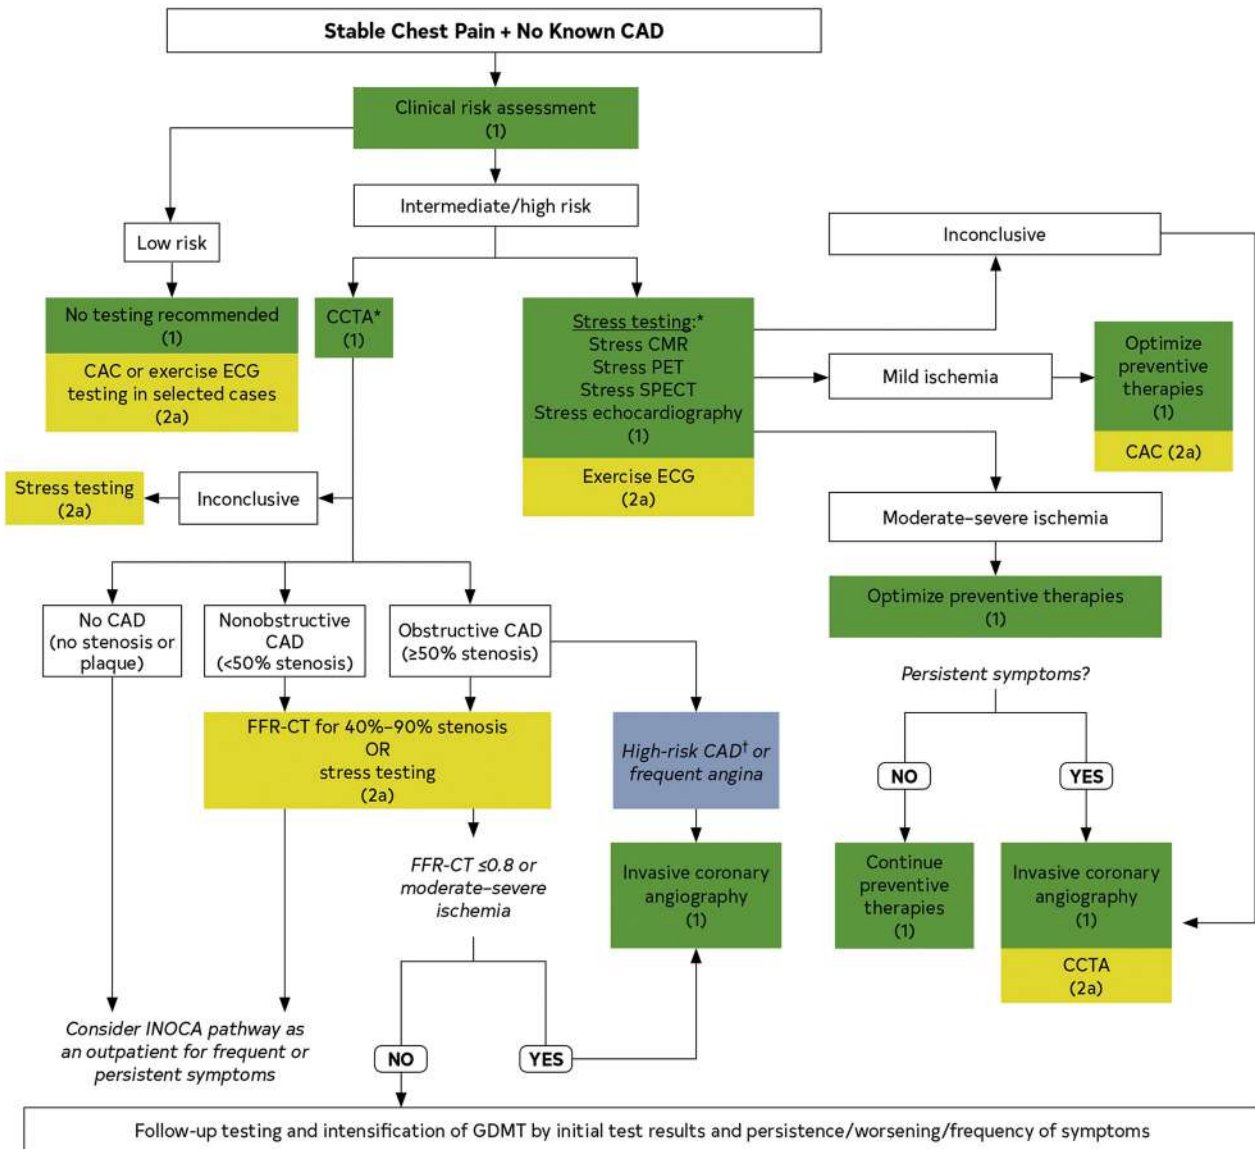 Stable Chest Pain + No Known CAD
Clinical risk assessment
(1)
Intermediate/high risk
Low risk
Inconclusive
No testing recommended
(1)
CAC or exercise ECG
testing in selected cases
(2a)
CCTA*
(1)
Stress testing:*
Stress CMR
Stress PET
Stress SPECT
Stress echocardiography
(1)
Exercise ECG
(2a)
Mild ischemia
Optimize
preventive
therapies
(1)
CAC (2a)
Stress testing
(2a)
Inconclusive
Moderate–severe ischemia
Optimize preventive therapies
(1)
No CAD
(no stenosis or
plaque)
Nonobstructive
CAD
(<50% stenosis)
Obstructive CAD
(≥50% stenosis)
Persistent symptoms?
FFR-CT for 40%–90% stenosis
OR
stress testing
(2a)
High-risk CAD† or
frequent angina
NO
YES
FFR-CT ≤0.8 or
moderate–severe
ischemia
Invasive coronary
angiography
(1)
Continue
preventive
therapies
(1)
Invasive coronary
angiography
(1)
CCTA
(2a)
Consider INOCA pathway as
an outpatient for frequent or
persistent symptoms
NO
YES
Follow-up testing and intensification of GDMT by initial test results and persistence/worsening/frequency of symptoms